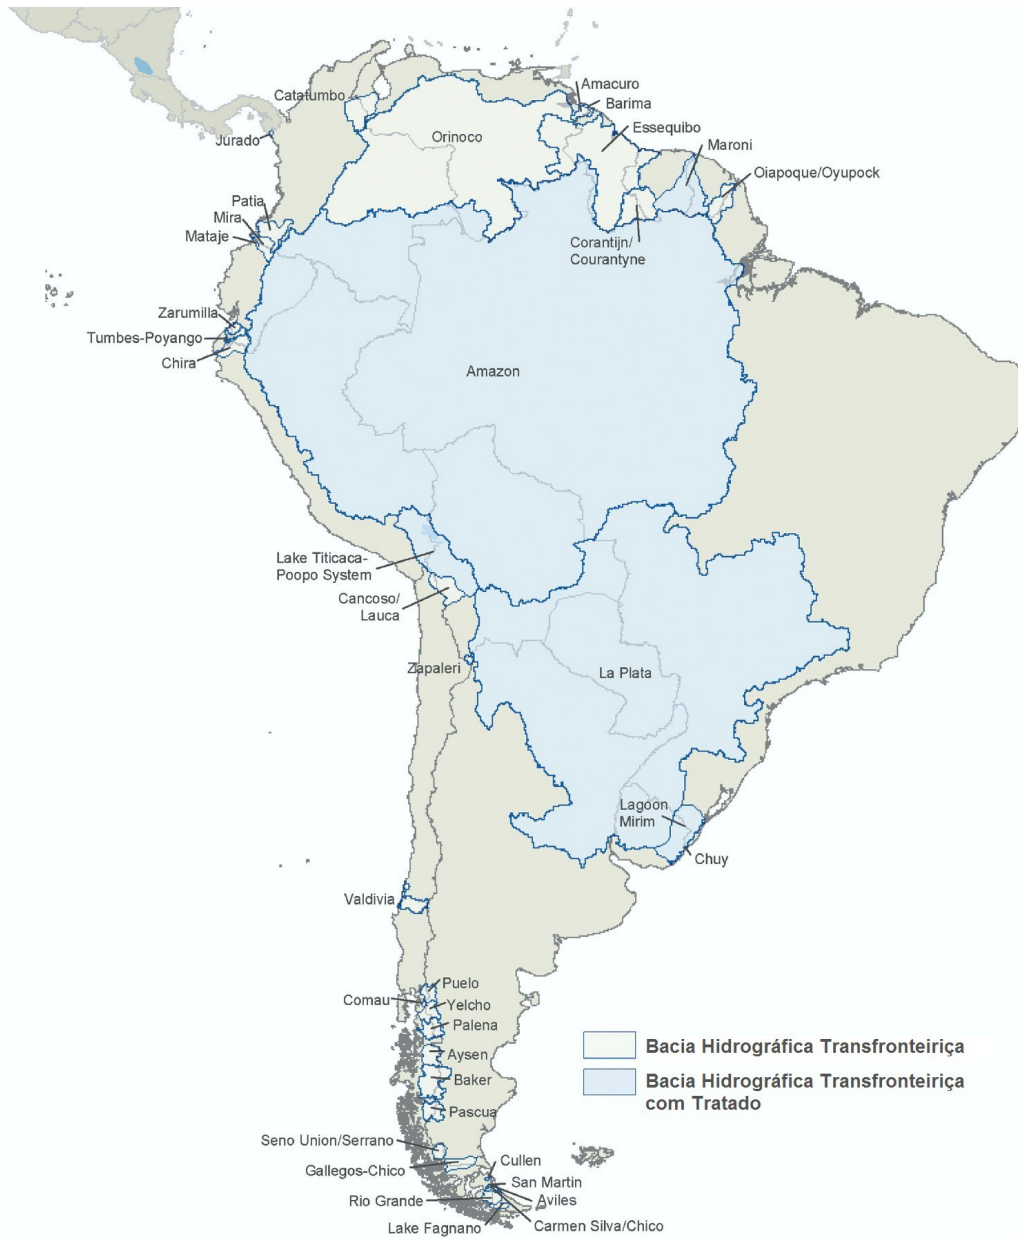 Amacuro
Catatumbo
Barima
Essequibo
Orinoco
Jurado
Maroni
Oiapoque/Oyupock
Patia
Mira
Mataje
Corantijn/
Courantyne
Zarumilla
Tumbes-Poyango
Chira
Amazon
Lake Titicaca-
Poopo System
Cancoso/
Lauca
Zapaleri
La Plata
Lagoon
Mirim
Chuy
Valdivia
Puelo
Comau
Yelcho
Palena
Aysen
Baker
Pascua
Bacia Hidrográfica Transfronteiriça
Bacia Hidrográfica Transfronteiriça
com Tratado
Seno Union/Serrano
Gallegos-Chico
Cullen
San Martin
Rio Grande
Aviles
Lake Fagnano
Carmen Silva/Chico